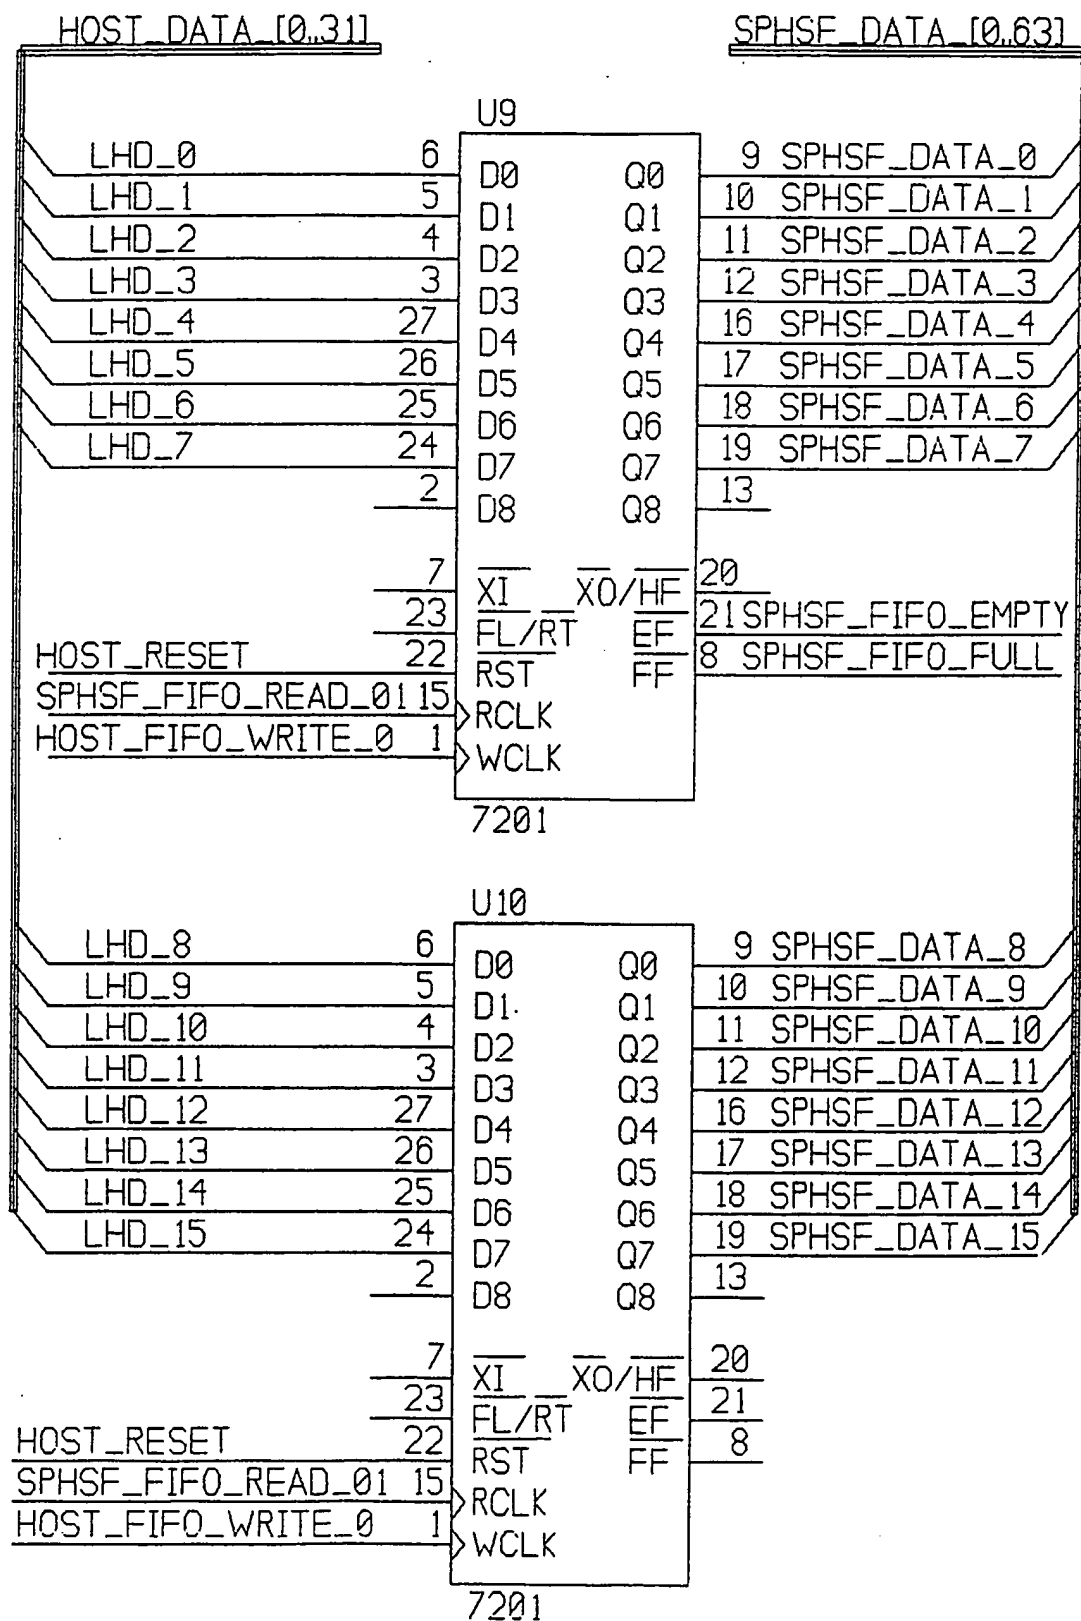 HOST_DATA_[0..31] SPHSF_DATA_[0..63]
U9
LHD_0 6 D0 Q0 9 SPHSF_DATA_0
LHD_1 5 D1 Q1 10 SPHSF_DATA_1
LHD_2 4 D2 Q2 11 SPHSF_DATA_2
LHD_3 3 D3 Q3 12 SPHSF_DATA_3
LHD_4 27 D4 Q4 16 SPHSF_DATA_4
LHD_5 26 D5 Q5 17 SPHSF_DATA_5
LHD_6 25 D6 Q6 18 SPHSF_DATA_6
LHD_7 24 D7 Q7 19 SPHSF_DATA_7
2 D8 Q8 13
7 XI XO/HF 20
23 FL/RT EF 21 SPHSF_FIFO_EMPTY
HOST_RESET 22 RST FF 8 SPHSF_FIFO_FULL
SPHSF_FIFO_READ_01 15 RCLK
HOST_FIFO_WRITE_0 1 WCLK
7201
U10
LHD_8 6 D0 Q0 9 SPHSF_DATA_8
LHD_9 5 D1 Q1 10 SPHSF_DATA_9
LHD_10 4 D2 Q2 11 SPHSF_DATA_10
LHD_11 3 D3 Q3 12 SPHSF_DATA_11
LHD_12 27 D4 Q4 16 SPHSF_DATA_12
LHD_13 26 D5 Q5 17 SPHSF_DATA_13
LHD_14 25 D6 Q6 18 SPHSF_DATA_14
LHD_15 24 D7 Q7 19 SPHSF_DATA_15
2 D8 Q8 13
7 XI XO/HF 20
23 FL/RT EF 21
HOST_RESET 22 RST FF 8
SPHSF_FIFO_READ_01 15 RCLK
HOST_FIFO_WRITE_0 1 WCLK
7201